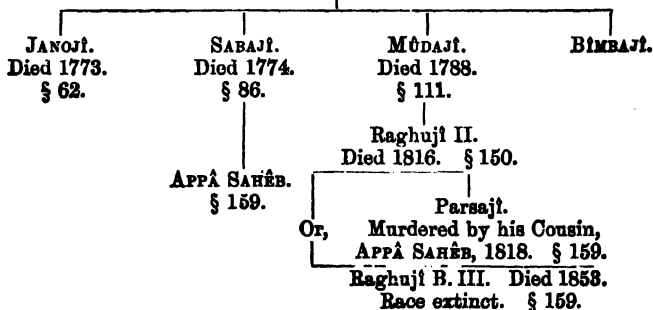 JANOJÎ. SABAJÎ. MÛDAJÎ. BÎMBAJÎ.
Died 1773. Died 1774. Died 1788.
§ 62. § 86. § 111.
Raghujî II.
Died 1816. § 150.
APPÂ SAHÊB.
§ 159.
Parsajî.
Or, Murdered by his Cousin,
APPÂ SAHÊB, 1818. § 159.
Raghujî B. III. Died 1853.
Race extinct. § 159.